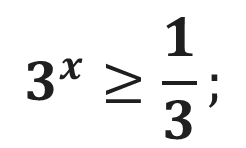 3^x ≥ 1/3;